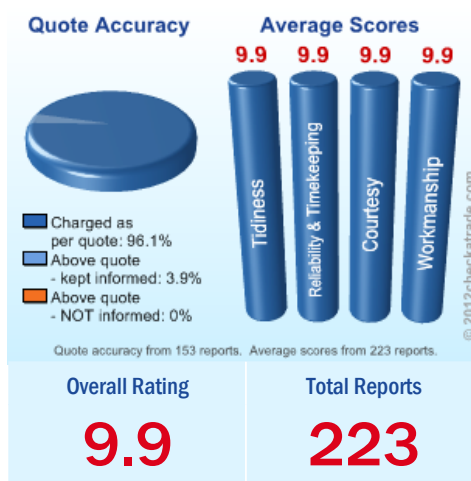 Quote Accuracy
Charged as
per quote: 96.1%
Above quote
- kept informed: 3.9%
Above quote
- NOT informed: 0%
Average Scores
9.9 9.9 9.9 9.9
Tidiness
Reliability & Timekeeping
Courtesy
Workmanship
© 2012checkatrade.com
Quote accuracy from 153 reports. Average scores from 223 reports.
Overall Rating
9.9
Total Reports
223